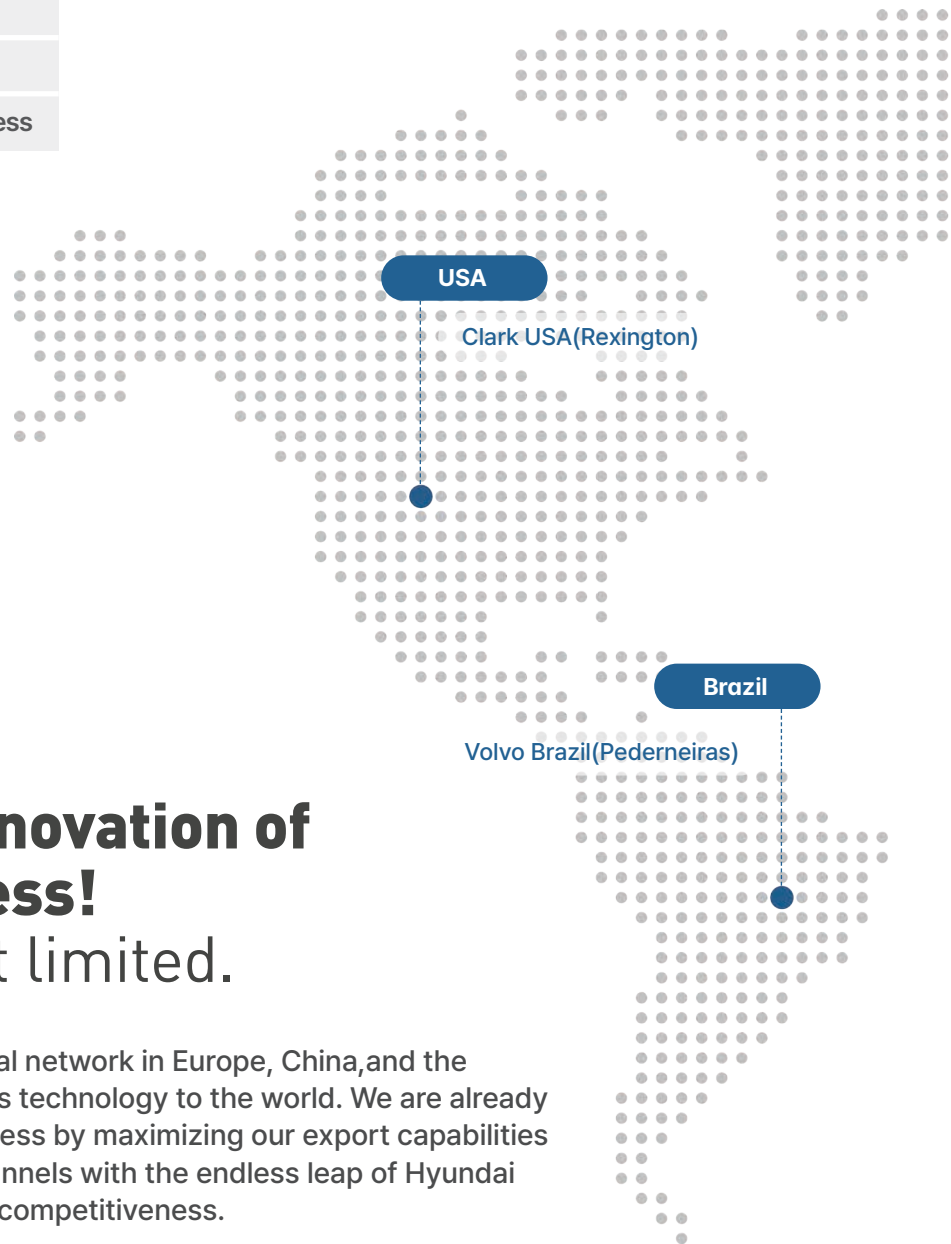 ess
USA
Clark USA(Rexington)
Brazil
Volvo Brazil(Pederneiras)
novation of
ess!
t limited.
al network in Europe, China,and the
s technology to the world. We are already
ess by maximizing our export capabilities
nnels with the endless leap of Hyundai
competitiveness.